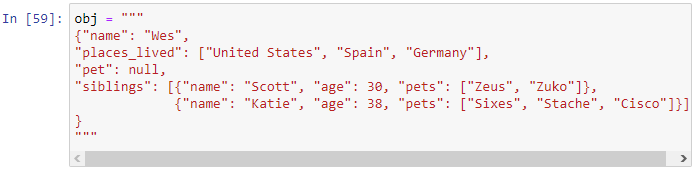 In [59]: obj = """
{"name": "Wes",
"places_lived": ["United States", "Spain", "Germany"],
"pet": null,
"siblings": [{"name": "Scott", "age": 30, "pets": ["Zeus", "Zuko"]},
             {"name": "Katie", "age": 38, "pets": ["Sixes", "Stache", "Cisco"]}]
}
"""